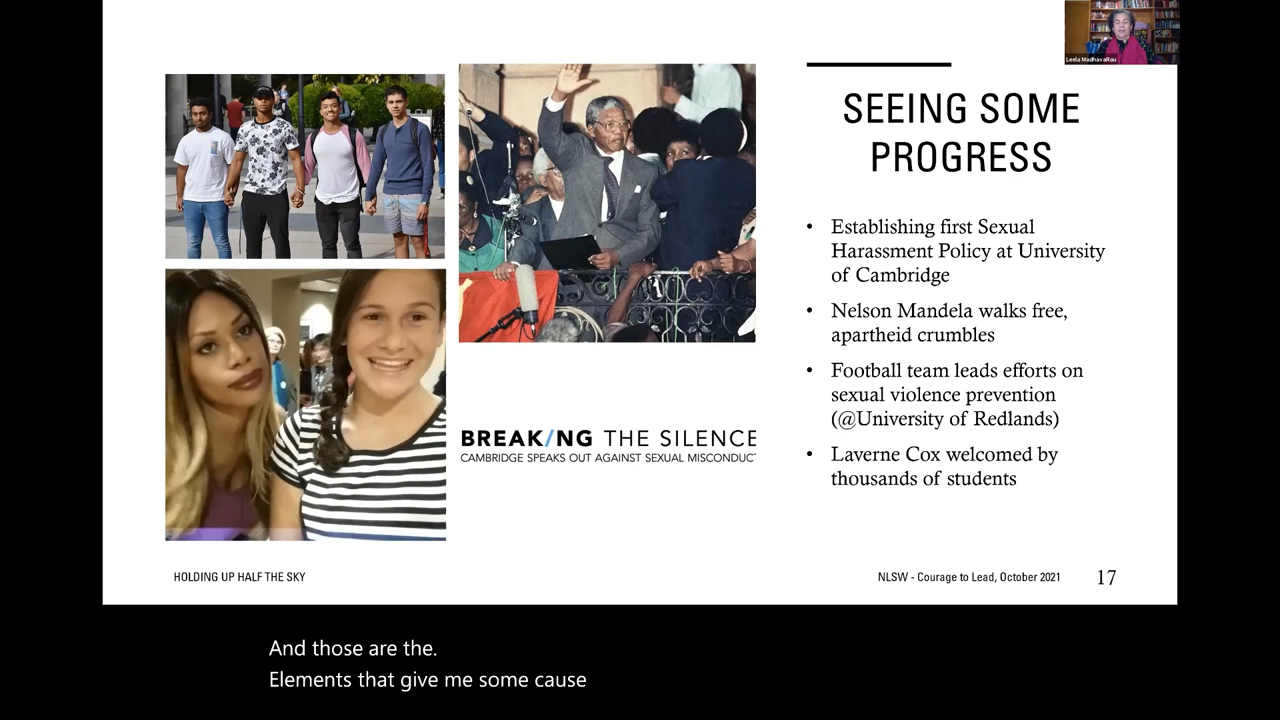 Leela MadhavaRau
SEEING SOME
PROGRESS
• Establishing first Sexual
Harassment Policy at University
of Cambridge
• Nelson Mandela walks free,
apartheid crumbles
• Football team leads efforts on
sexual violence prevention
(@University of Redlands)
• Laverne Cox welcomed by
thousands of students
BREAK/NG THE SILENCE
CAMBRIDGE SPEAKS OUT AGAINST SEXUAL MISCONDUC
HOLDING UP HALF THE SKY
NLSW - Courage to Lead, October 2021
17
And those are the.
Elements that give me some cause